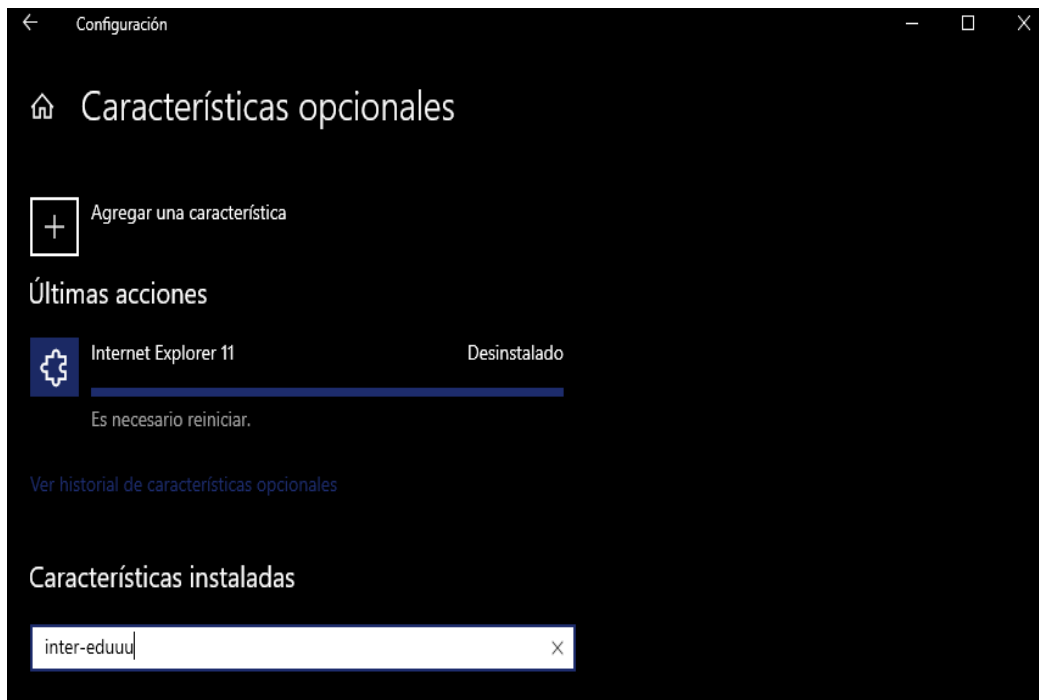 Configuración
Características opcionales
Agregar una característica
Últimas acciones
Internet Explorer 11 Desinstalado
Es necesario reiniciar.
Ver historial de características opcionales
Características instaladas
inter-eduuu